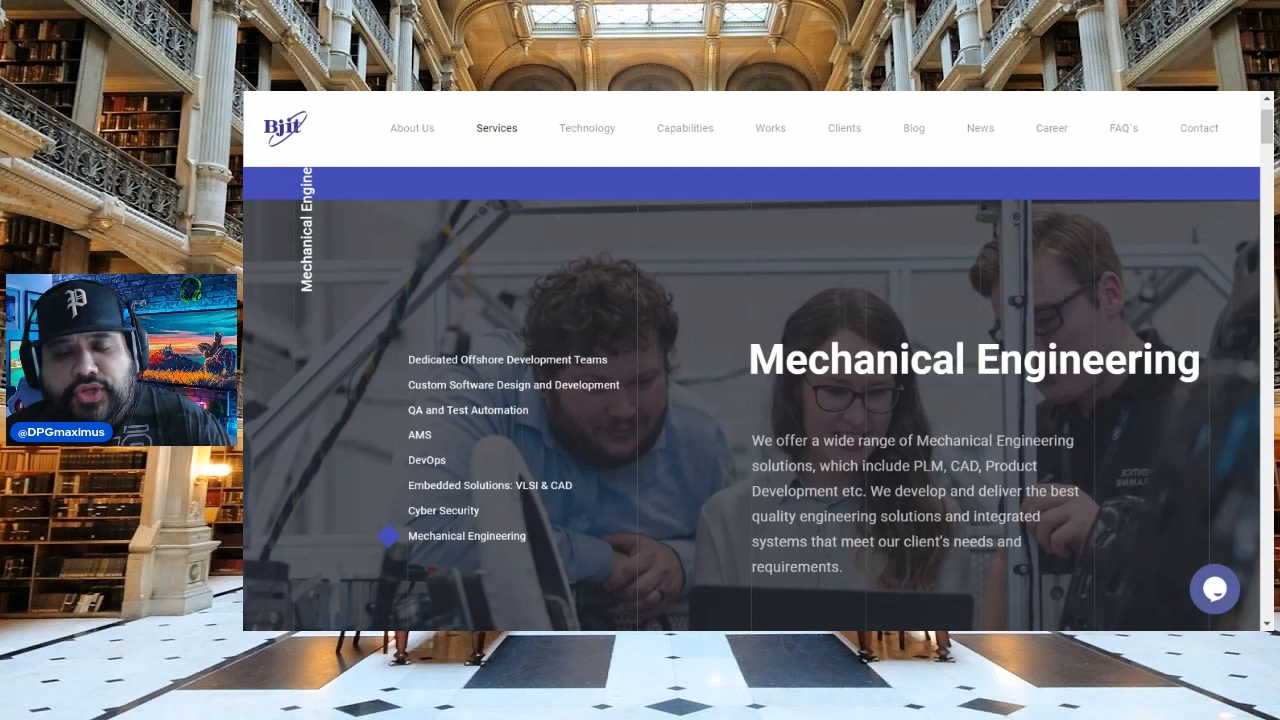 Bjit
About Us Services Technology Capabilities Works Clients Blog News Career FAQ`s Contact
Mechanical Engine
Dedicated Offshore Development Teams
Custom Software Design and Development
QA and Test Automation
AMS
DevOps
Embedded Solutions: VLSI & CAD
Cyber Security
Mechanical Engineering
Mechanical Engineering
We offer a wide range of Mechanical Engineering
solutions, which include PLM, CAD, Product
Development etc. We develop and deliver the best
quality engineering solutions and integrated
systems that meet our client's needs and
requirements.
P
@DPGmaximus